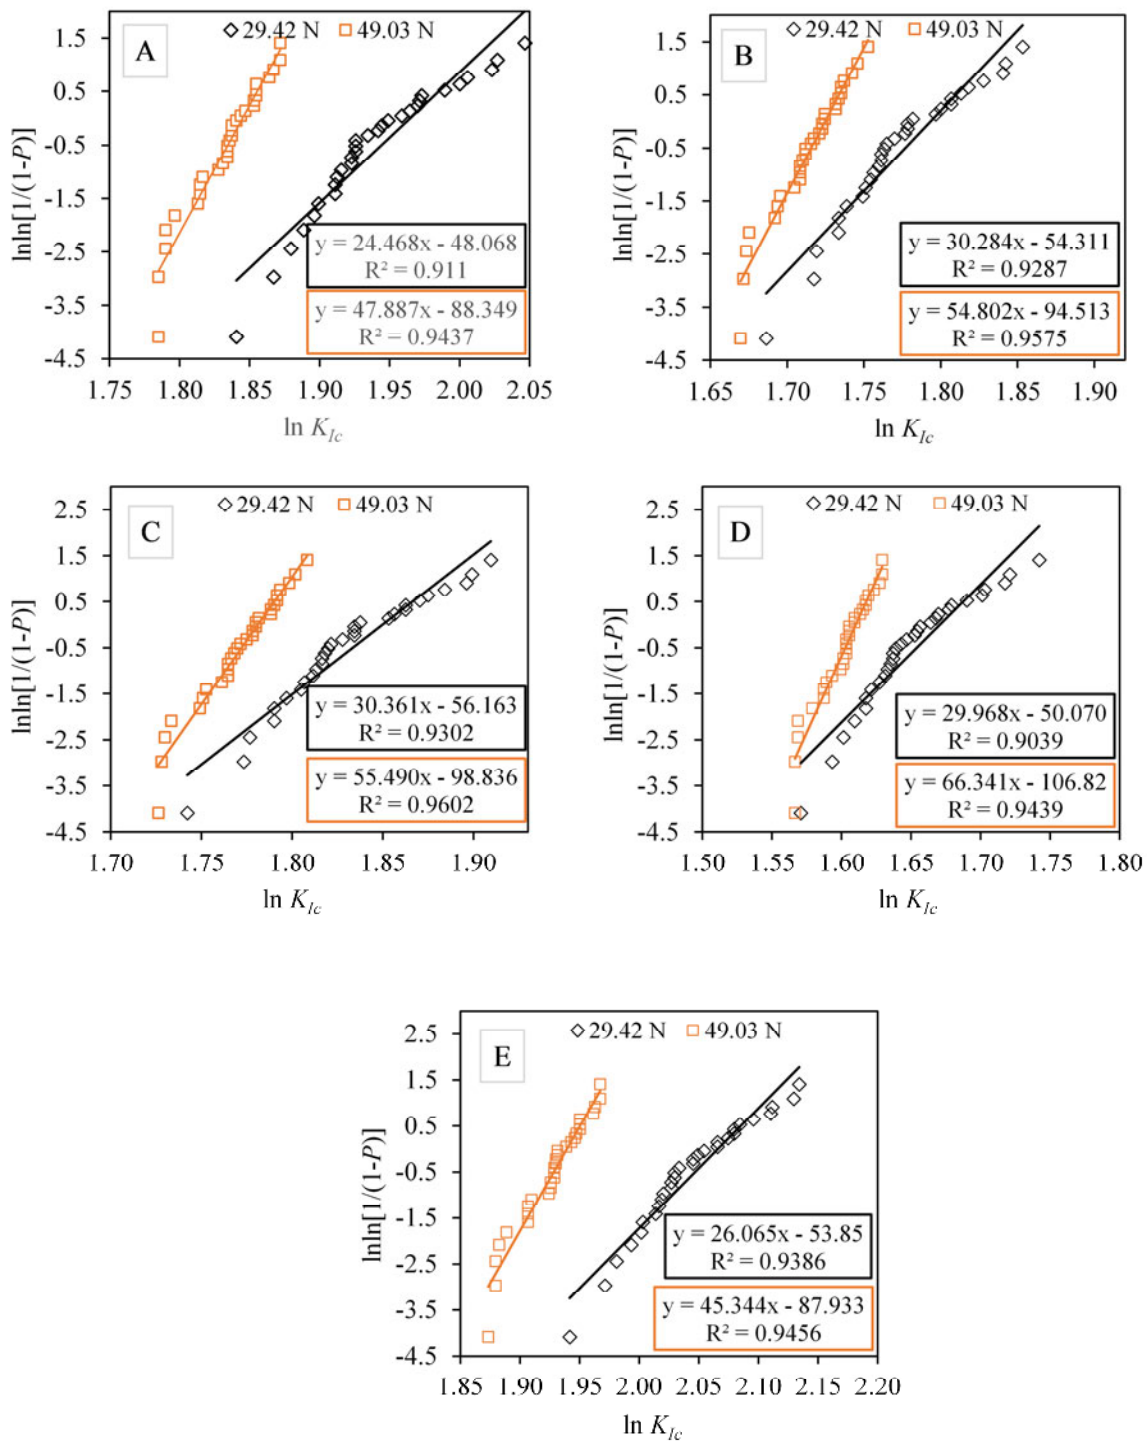 A
29.42 N 49.03 N
1.5
0.5
-0.5
-1.5
-2.5
-3.5
-4.5
lnln[1/(1-P)]
y = 24.468x - 48.068
R² = 0.911
y = 47.887x - 88.349
R² = 0.9437
1.75 1.80 1.85 1.90 1.95 2.00 2.05
ln K_Ic
B
29.42 N 49.03 N
1.5
0.5
-0.5
-1.5
-2.5
-3.5
-4.5
lnln[1/(1-P)]
y = 30.284x - 54.311
R² = 0.9287
y = 54.802x - 94.513
R² = 0.9575
1.65 1.70 1.75 1.80 1.85 1.90
ln K_Ic
C
29.42 N 49.03 N
2.5
1.5
0.5
-0.5
-1.5
-2.5
-3.5
-4.5
lnln[1/(1-P)]
y = 30.361x - 56.163
R² = 0.9302
y = 55.490x - 98.836
R² = 0.9602
1.70 1.75 1.80 1.85 1.90
ln K_Ic
D
29.42 N 49.03 N
2.5
1.5
0.5
-0.5
-1.5
-2.5
-3.5
-4.5
lnln[1/(1-P)]
y = 29.968x - 50.070
R² = 0.9039
y = 66.341x - 106.82
R² = 0.9439
1.50 1.55 1.60 1.65 1.70 1.75 1.80
ln K_Ic
E
29.42 N 49.03 N
2.5
1.5
0.5
-0.5
-1.5
-2.5
-3.5
-4.5
lnln[1/(1-P)]
y = 26.065x - 53.85
R² = 0.9386
y = 45.344x - 87.933
R² = 0.9456
1.85 1.90 1.95 2.00 2.05 2.10 2.15 2.20
ln K_Ic